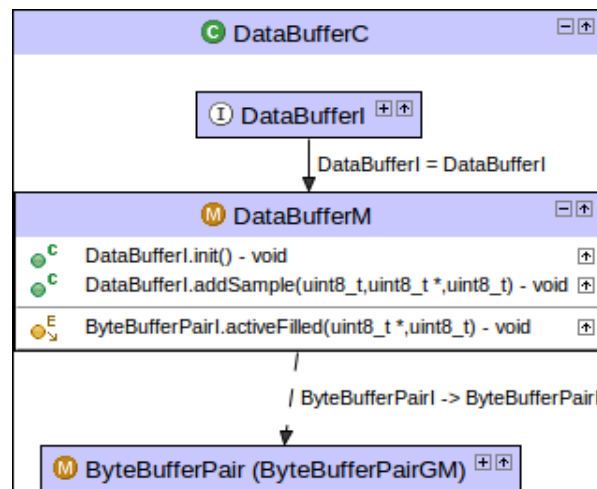 C DataBufferC
I DataBufferI
DataBufferI = DataBufferI
M DataBufferM
C DataBufferI.init() - void
C DataBufferI.addSample(uint8_t,uint8_t *,uint8_t) - void
E ByteBufferPairI.activeFilled(uint8_t *,uint8_t) - void
ByteBufferPairI -> ByteBufferPairI
M ByteBufferPair (ByteBufferPairGM)